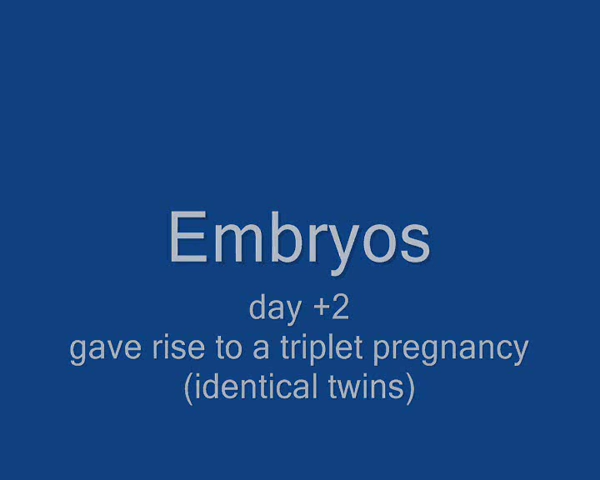 Embryos
day +2
gave rise to a triplet pregnancy
(identical twins)